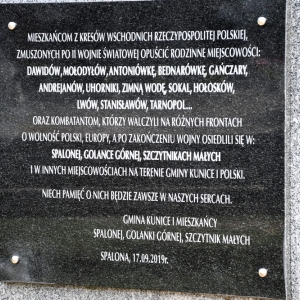 MIESZKAŃCOM Z KRESÓW WSCHODNICH RZECZYPOSPOLITEJ POLSKIEJ,
ZMUSZONYCH PO II WOJNIE ŚWIATOWEJ OPUŚCIĆ RODZINNE MIEJSCOWOŚCI:
DAWIDÓW, MOŁODYŁÓW, ANTONIÓWKĘ, BEDNARÓWKĘ, GAŃCZARY,
ANDREJANÓW, UHORNIKI, ZIMNĄ WODĘ, SOKAL, HOŁOSKÓW,
LWÓW, STANISŁAWÓW, TARNOPOL...
ORAZ KOMBATANTOM, KTÓRZY WALCZYLI NA RÓŻNYCH FRONTACH
O WOLNOŚĆ POLSKI, EUROPY, A PO ZAKOŃCZENIU WOJNY OSIEDLILI SIĘ W:
SPALONEJ, GOLANCE GÓRNEJ, SZCZYTNIKACH MAŁYCH
I W INNYCH MIEJSCOWOŚCIACH NA TERENIE GMINY KUNICE I POLSKI.
NIECH PAMIĘĆ O NICH BĘDZIE ZAWSZE W NASZYCH SERCACH.
GMINA KUNICE I MIESZKAŃCY
SPALONEJ, GOLANKI GÓRNEJ, SZCZYTNIK MAŁYCH
SPALONA, 17.09.2019r.